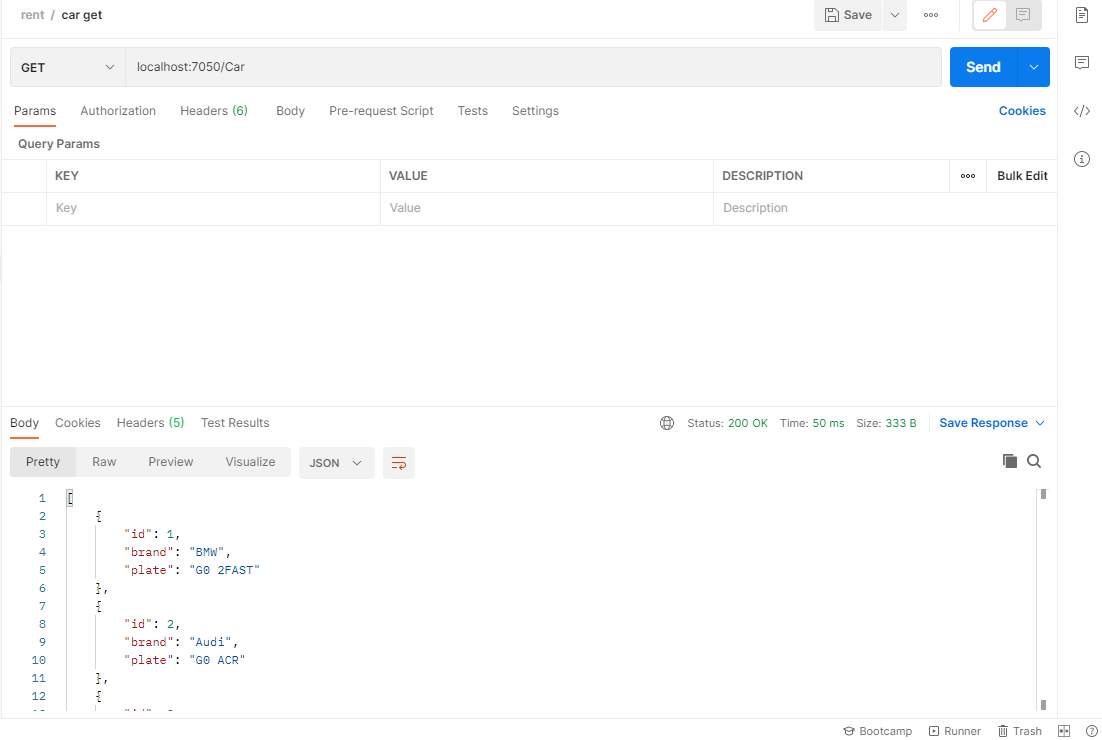 rent / car get
Save
GET localhost:7050/Car Send
Params Authorization Headers (6) Body Pre-request Script Tests Settings Cookies
Query Params
KEY VALUE DESCRIPTION Bulk Edit
Key Value Description
Body Cookies Headers (5) Test Results Status: 200 OK Time: 50 ms Size: 333 B Save Response
Pretty Raw Preview Visualize JSON
1 [
2 {
3 "id": 1,
4 "brand": "BMW",
5 "plate": "G0 2FAST"
6 },
7 {
8 "id": 2,
9 "brand": "Audi",
10 "plate": "G0 ACR"
11 },
12 {
Bootcamp Runner Trash